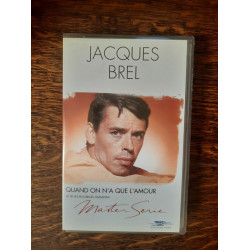 JACQUES
BREL
QUAND ON N'A QUE L'AMOUR
Master Serie